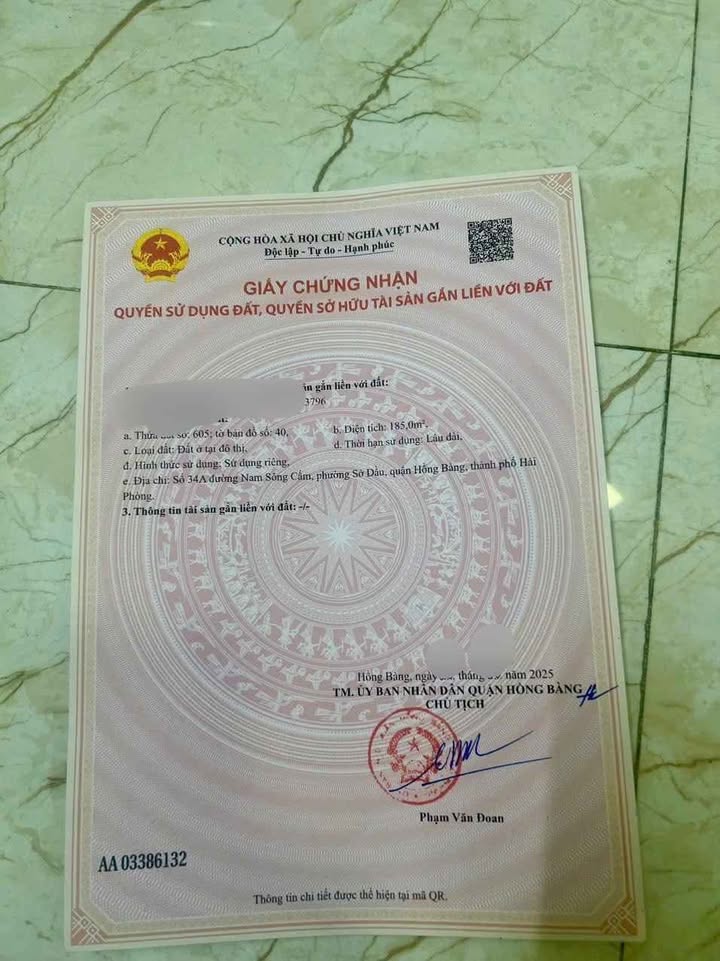 CỘNG HÒA XÃ HỘI CHỦ NGHĨA VIỆT NAM
Độc lập - Tự do - Hạnh phúc
GIẤY CHỨNG NHẬN
QUYỀN SỬ DỤNG ĐẤT, QUYỀN SỞ HỮU TÀI SẢN GẮN LIỀN VỚI ĐẤT
gắn liền với đất:
3796
a. Thửa đất số: 605; tờ bản đồ số: 40, b. Diện tích: 185,0m²,
c. Loại đất: Đất ở tại đô thị, d. Thời hạn sử dụng: Lâu dài,
đ. Hình thức sử dụng: Sử dụng riêng,
e. Địa chỉ: Số 34A đường Nam Sông Cấm, phường Sở Dầu, quận Hồng Bàng, thành phố Hải
Phòng.
3. Thông tin tài sản gắn liền với đất: -/-
Hồng Bàng, ngày tháng năm 2025
TM. ỦY BAN NHÂN DÂN QUẬN HỒNG BÀNG
CHỦ TỊCH
Phạm Văn Đoan
AA 03386132
Thông tin chi tiết được thể hiện tại mã QR.